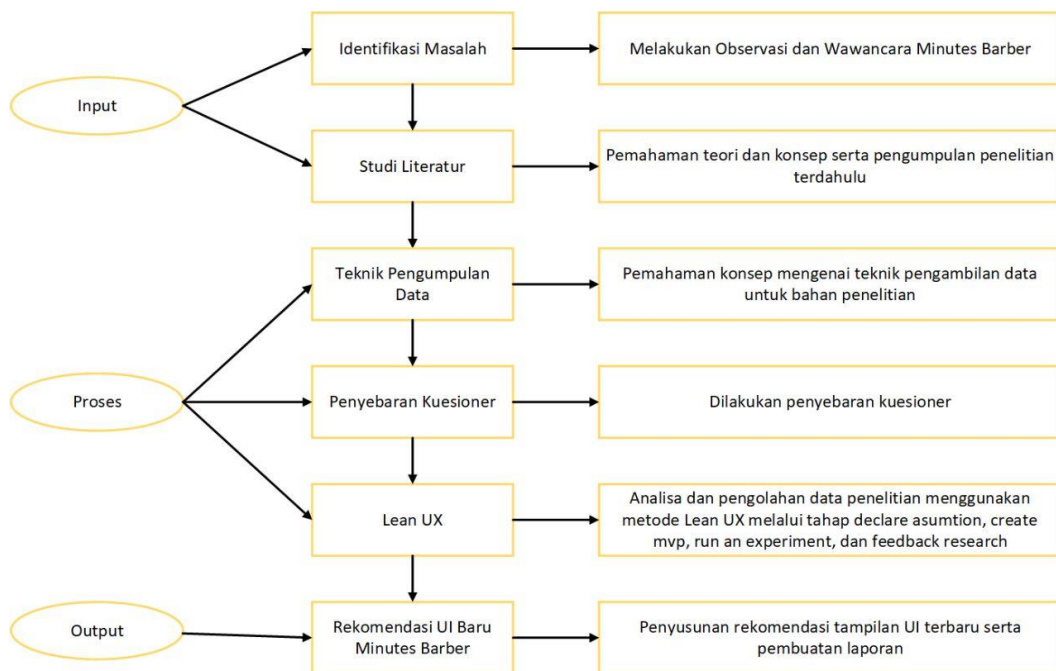 Identifikasi Masalah
Melakukan Observasi dan Wawancara Minutes Barber
Input
Studi Literatur
Pemahaman teori dan konsep serta pengumpulan penelitian
terdahulu
Teknik Pengumpulan
Data
Pemahaman konsep mengenai teknik pengambilan data
untuk bahan penelitian
Proses
Penyebaran Kuesioner
Dilakukan penyebaran kuesioner
Lean UX
Analisa dan pengolahan data penelitian menggunakan
metode Lean UX melalui tahap declare asumtion, create
mvp, run an experiment, dan feedback research
Output
Rekomendasi UI Baru
Minutes Barber
Penyusunan rekomendasi tampilan UI terbaru serta
pembuatan laporan